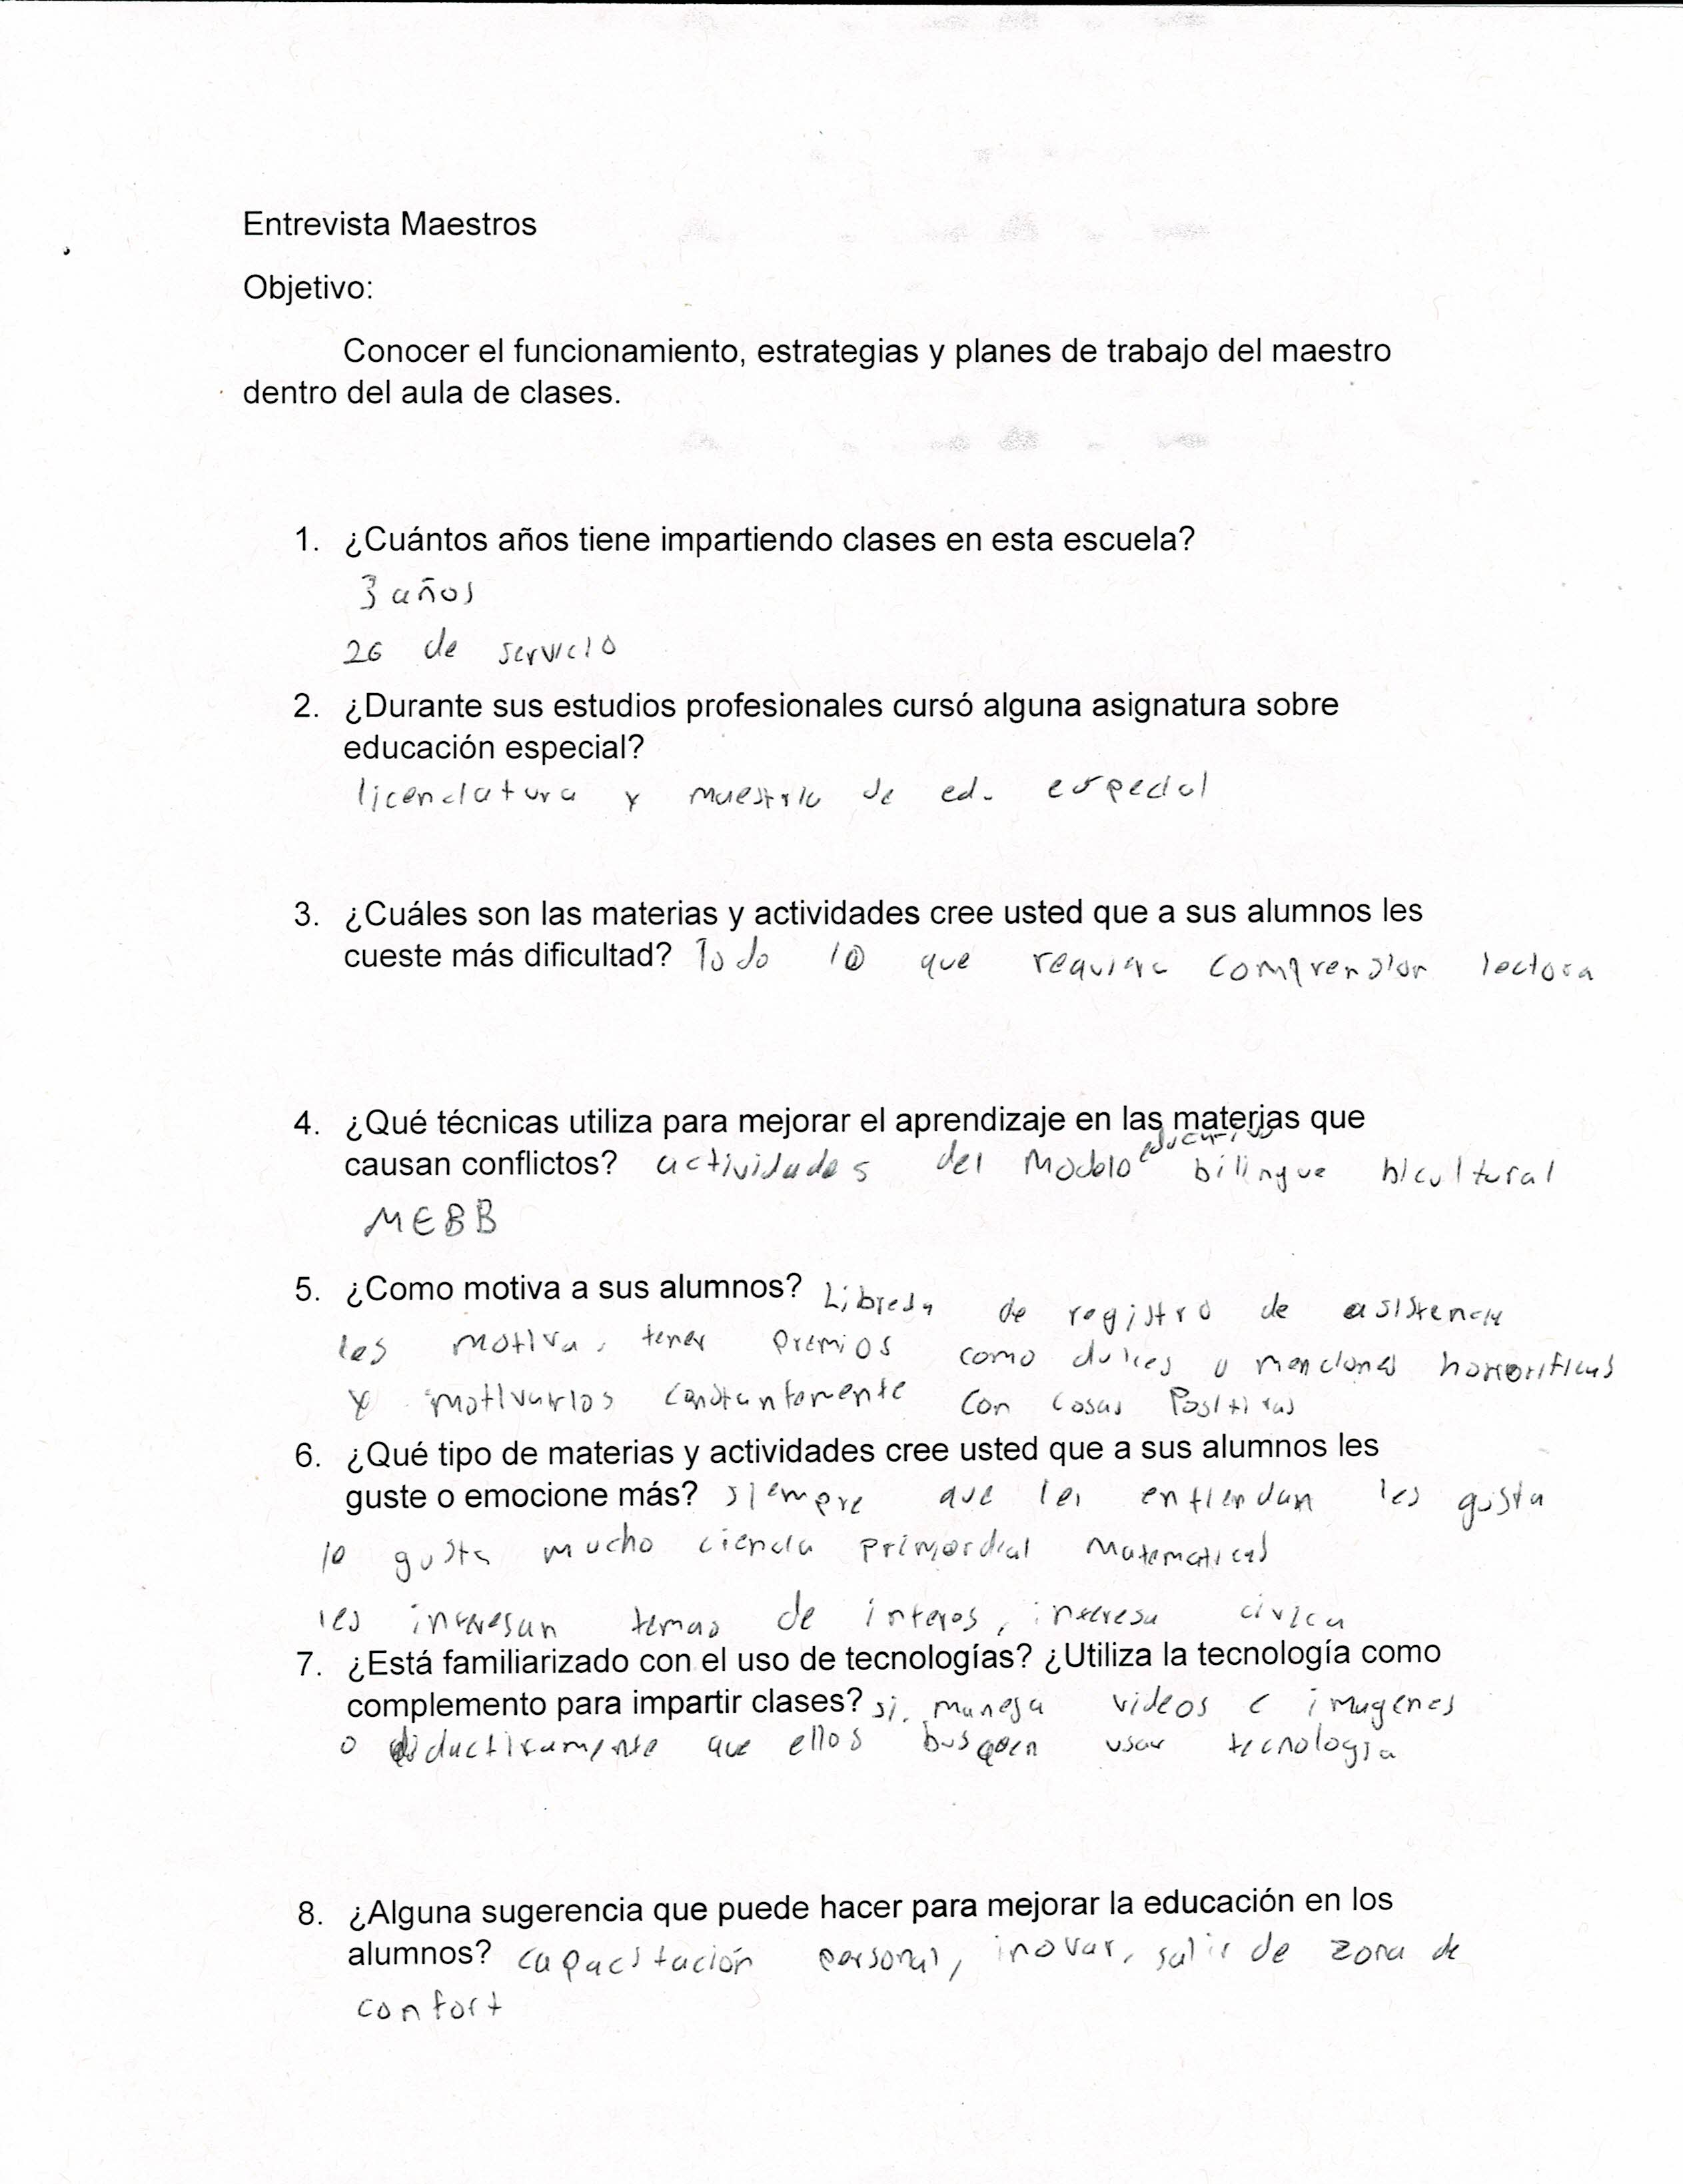 Entrevista Maestros
Objetivo:
Conocer el funcionamiento, estrategias y planes de trabajo del maestro
dentro del aula de clases.
1. ¿Cuántos años tiene impartiendo clases en esta escuela?
3 años
26 de servicio
2. ¿Durante sus estudios profesionales cursó alguna asignatura sobre
educación especial?
licenciatura y maestria de ed. especial
3. ¿Cuáles son las materias y actividades cree usted que a sus alumnos les
cueste más dificultad? Todo lo que requiera comprension lectora
4. ¿Qué técnicas utiliza para mejorar el aprendizaje en las materias que
causan conflictos? actividades del Modelo educativo bilingue bicultural
MEBB
5. ¿Como motiva a sus alumnos? Libreta de registro de asistencia
les motiva, tener premios como dulces o menciones honorificas
y motivarlos constantemente con cosas Positivas
6. ¿Qué tipo de materias y actividades cree usted que a sus alumnos les
guste o emocione más? siempre que les entiendan les gusta
le gusta mucho ciencia primordial Matematicas
les interesan temas de interes, interesa civica
7. ¿Está familiarizado con el uso de tecnologías? ¿Utiliza la tecnología como
complemento para impartir clases? si, maneja videos e imagenes
o didacticamente que ellos busquen usar tecnologia
8. ¿Alguna sugerencia que puede hacer para mejorar la educación en los
alumnos? capacitación personal, inovar, salir de zona de
confort